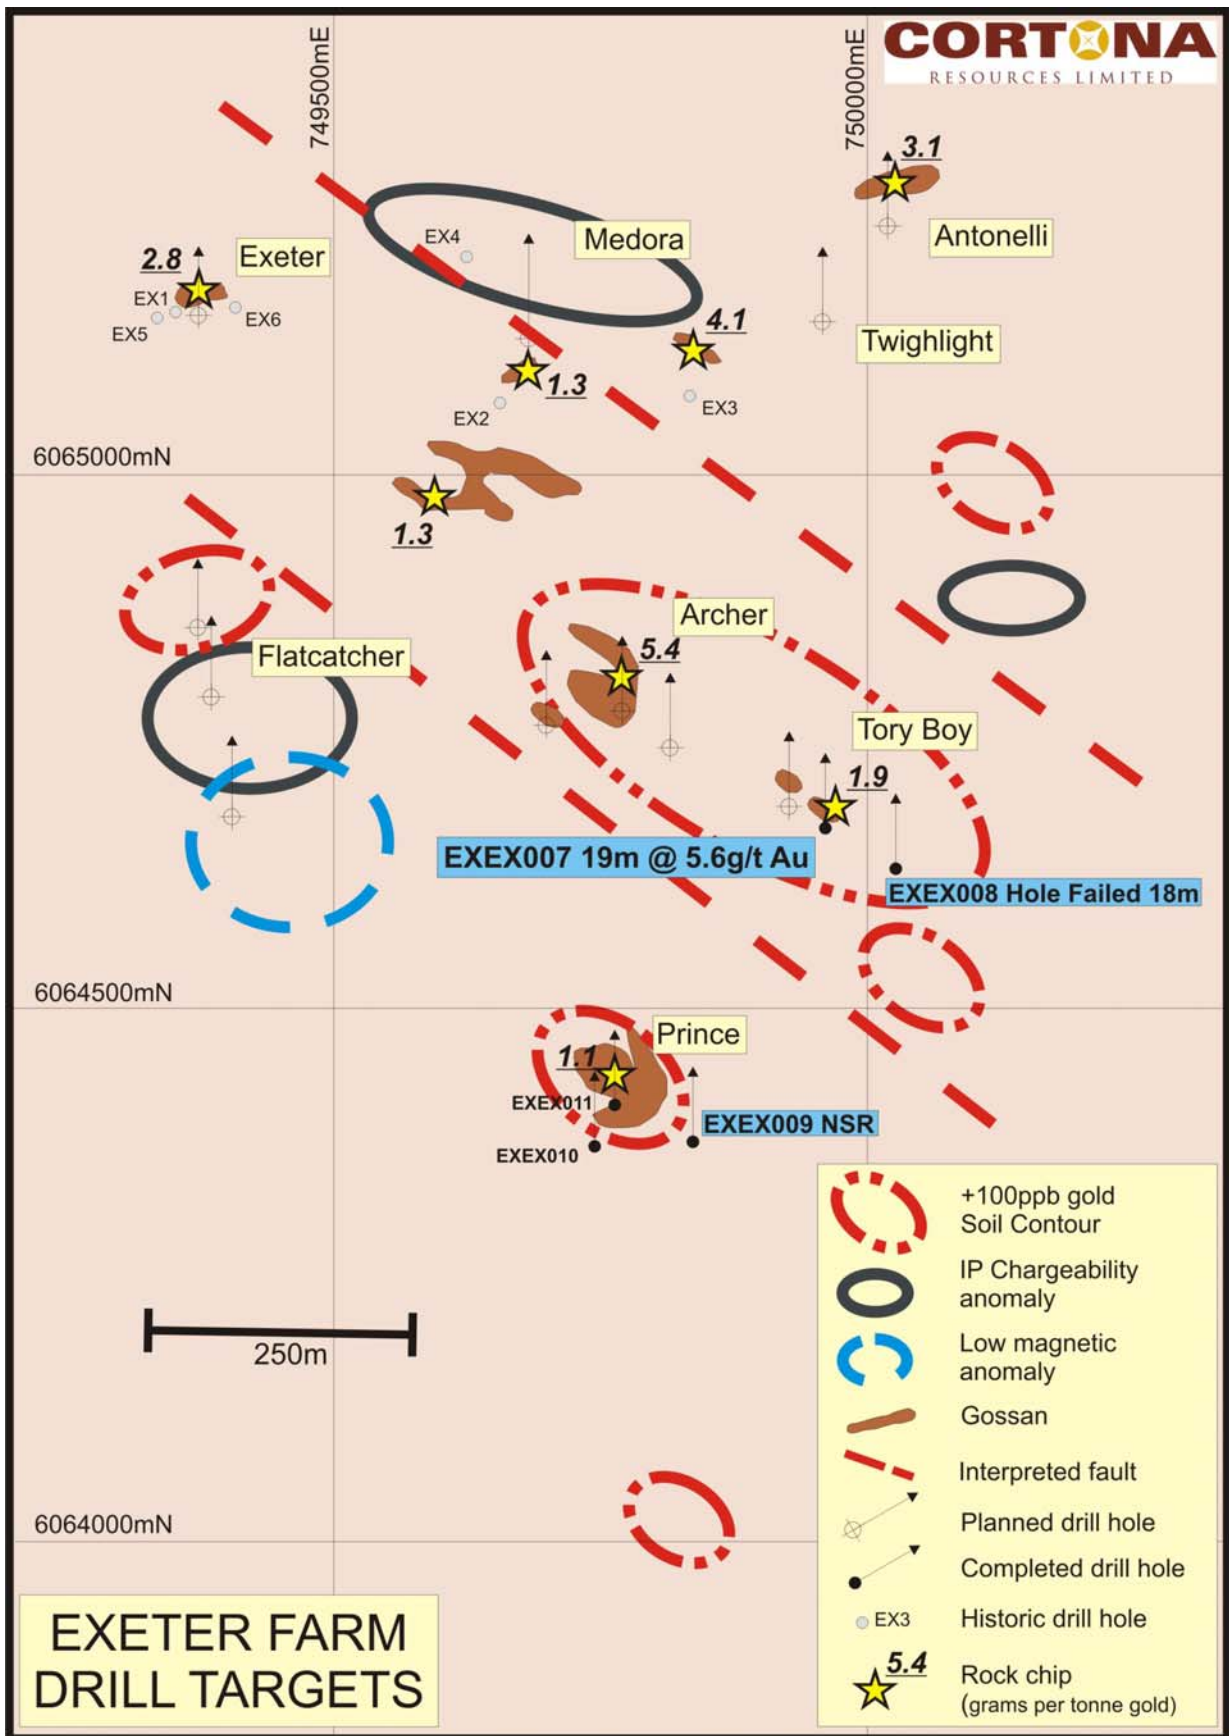 CORTONA
RESOURCES LIMITED
749500mE
750000mE
3.1
Antonelli
EX4
Medora
2.8
Exeter
EX1
EX5
EX6
4.1
Twighlight
1.3
EX2
EX3
6065000mN
1.3
Archer
5.4
Flatcatcher
Tory Boy
1.9
EXEX007 19m @ 5.6g/t Au
EXEX008 Hole Failed 18m
6064500mN
Prince
1.1
EXEX011
EXEX009 NSR
EXEX010
+100ppb gold
Soil Contour
IP Chargeability
anomaly
250m
Low magnetic
anomaly
Gossan
Interpreted fault
6064000mN
Planned drill hole
Completed drill hole
EX3
Historic drill hole
5.4
Rock chip
(grams per tonne gold)
EXETER FARM
DRILL TARGETS